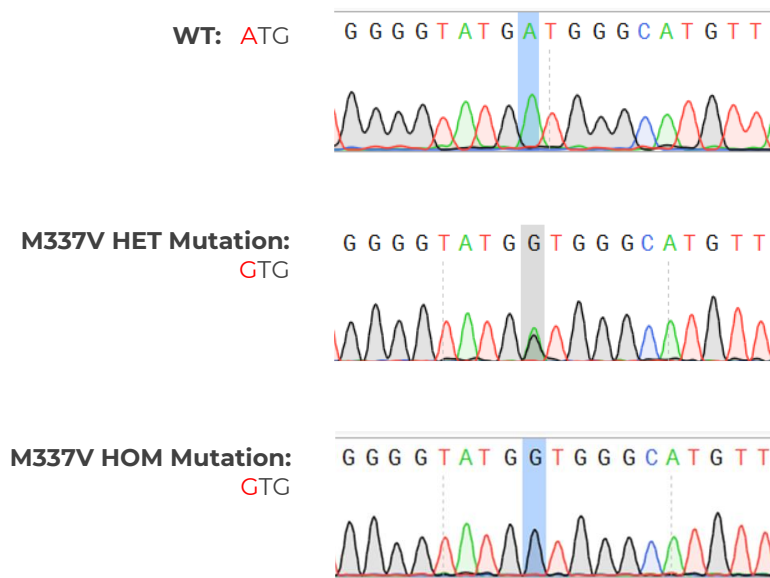 WT: ATG
G G G G T A T G A T G G G C A T G T T
M337V HET Mutation:
GTG
G G G G T A T G G T G G G C A T G T T
M337V HOM Mutation:
GTG
G G G G T A T G G T G G G C A T G T T